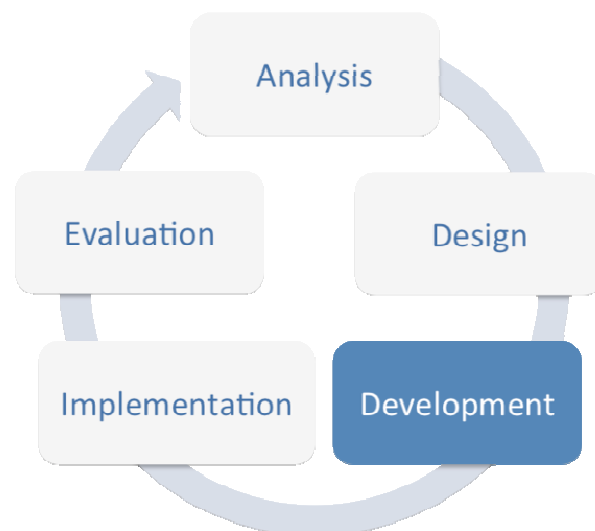 Analysis
Design
Development
Implementation
Evaluation